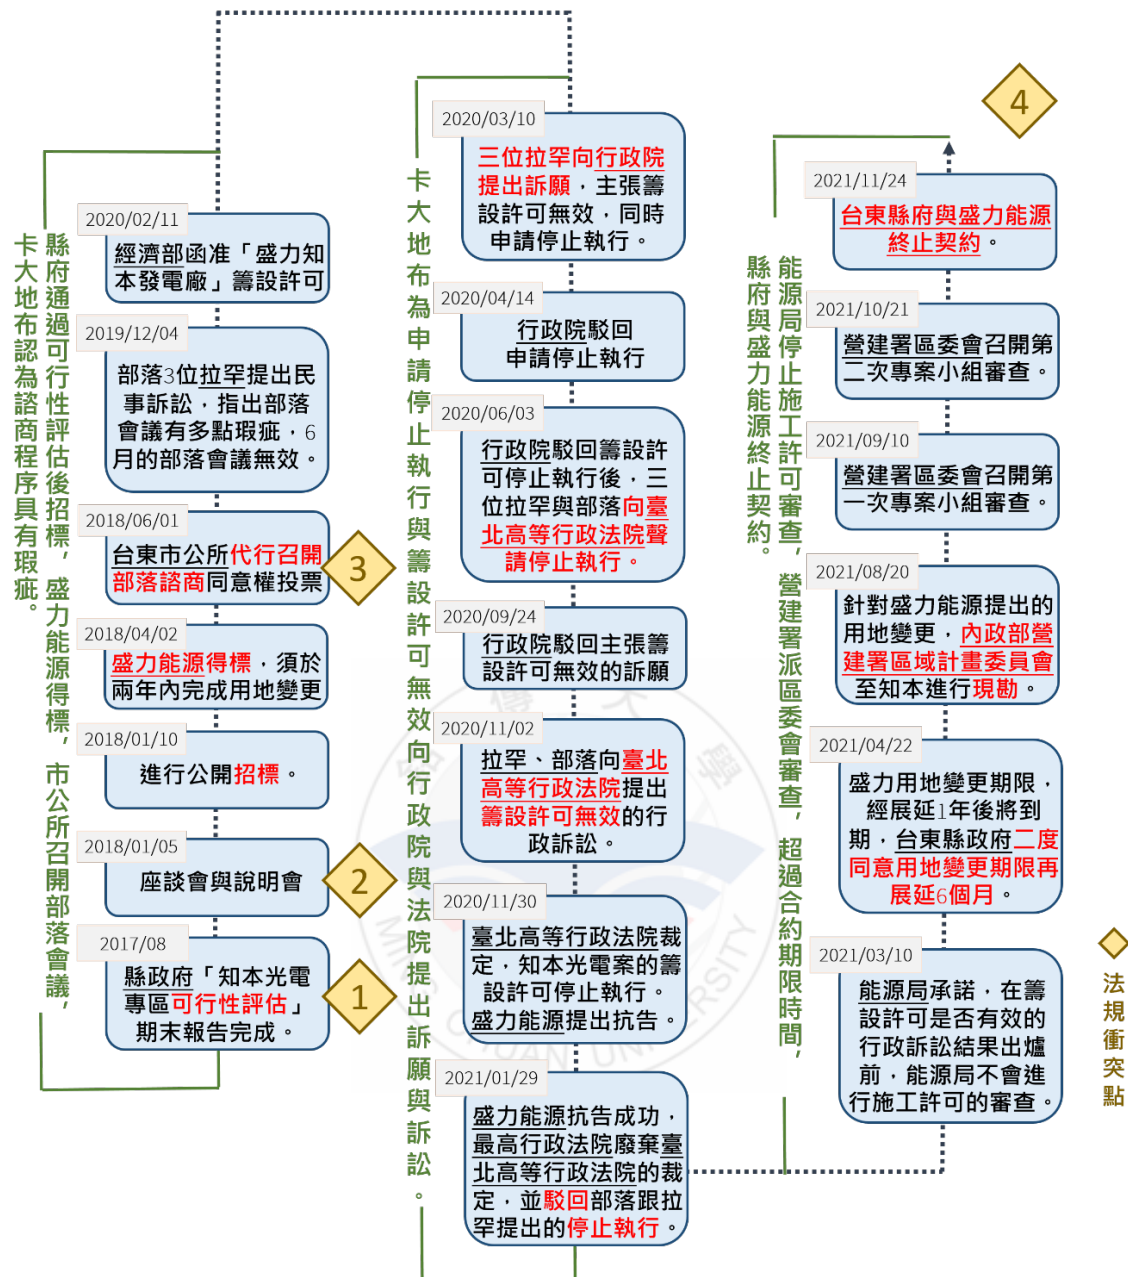 縣府通過可行性評估後招標，盛力能源得標，市公所召開部落會議，
卡大地布認為諮商程序具有瑕疵。
2020/02/11
經濟部函准「盛力知
本發電廠」籌設許可
2019/12/04
部落3位拉罕提出民
事訴訟，指出部落
會議有多點瑕疵，6
月的部落會議無效。
2018/06/01
台東市公所代行召開
部落諮商同意權投票
3
2018/04/02
盛力能源得標，須於
兩年內完成用地變更
2018/01/10
進行公開招標。
2018/01/05
座談會與說明會
2
2017/08
縣政府「知本光電
專區可行性評估」
期末報告完成。
1
卡大地布為申請停止執行與籌設許可無效向行政院與法院提出訴願與訴訟。
2020/03/10
三位拉罕向行政院
提出訴願，主張籌
設許可無效，同時
申請停止執行。
2020/04/14
行政院駁回
申請停止執行
2020/06/03
行政院駁回籌設許
可停止執行後，三
位拉罕與部落向臺
北高等行政法院聲
請停止執行。
2020/09/24
行政院駁回主張籌
設許可無效的訴願
2020/11/02
拉罕、部落向臺北
高等行政法院提出
籌設許可無效的行
政訴訟。
2020/11/30
臺北高等行政法院裁
定，知本光電案的籌
設許可停止執行。
盛力能源提出抗告。
2021/01/29
盛力能源抗告成功，
最高行政法院廢棄臺
北高等行政法院的裁
定，並駁回部落跟拉
罕提出的停止執行。
能源局停止施工許可審查，營建署派區委會審查，超過合約期限時間，
縣府與盛力能源終止契約。
4
2021/11/24
台東縣府與盛力能源
終止契約。
2021/10/21
營建署區委會召開第
二次專案小組審查。
2021/09/10
營建署區委會召開第
一次專案小組審查。
2021/08/20
針對盛力能源提出的
用地變更，內政部營
建署區域計畫委員會
至知本進行現勘。
2021/04/22
盛力用地變更期限，
經展延1年後將到
期，台東縣政府二度
同意用地變更期限再
展延6個月。
2021/03/10
能源局承諾，在籌
設許可是否有效的
行政訴訟結果出爐
前，能源局不會進
行施工許可的審查。
法規衝突點